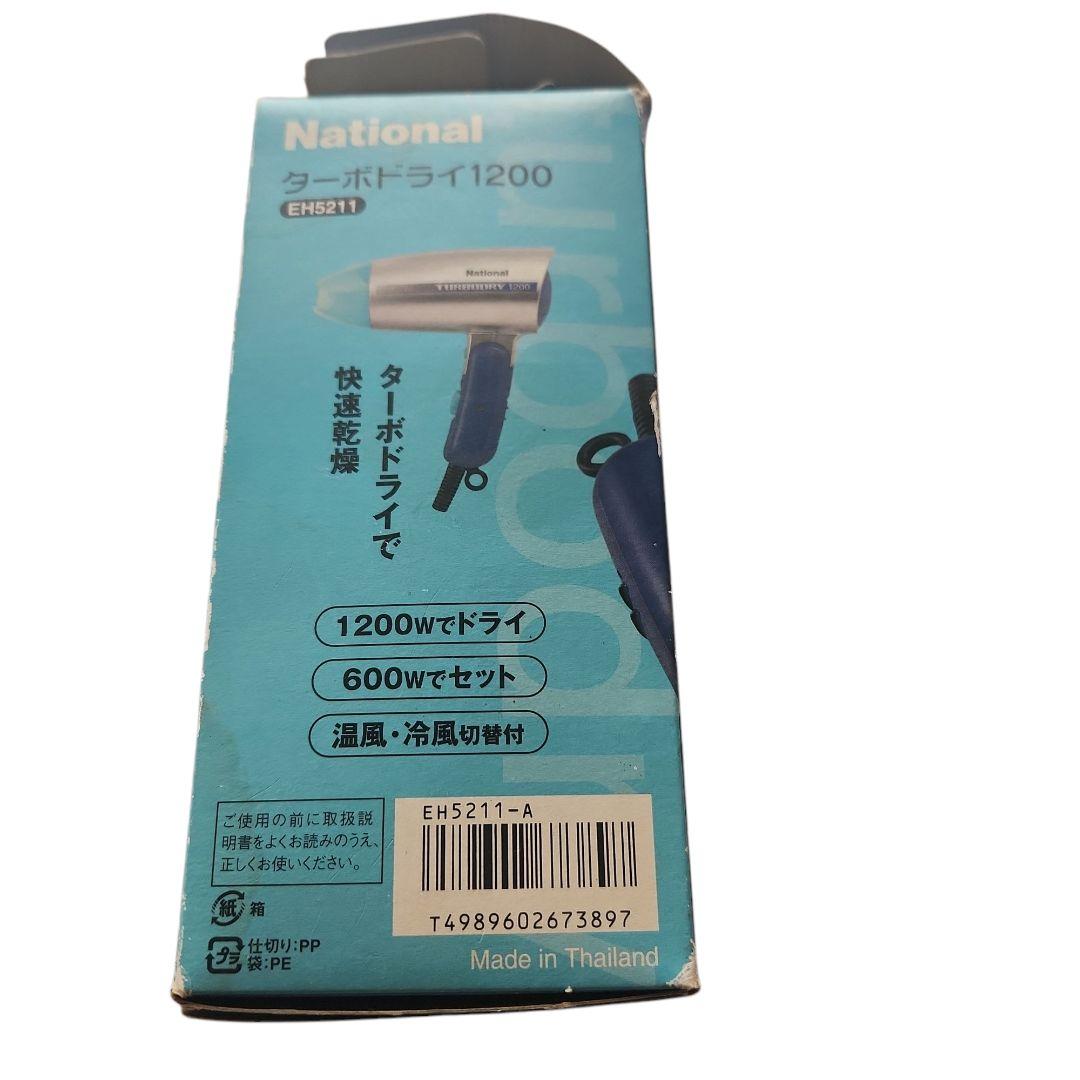 National
ターボドライ1200
EH5211
National
TURBODRY 1200
ターボドライで
快速乾燥
1200Wでドライ
600Wでセット
温風・冷風切替付
ご使用の前に取扱説
明書をよくお読みのうえ、
正しくお使いください。
紙 箱
プラ 仕切り:PP
袋:PE
EH5211-A
T4989602673897
Made in Thailand